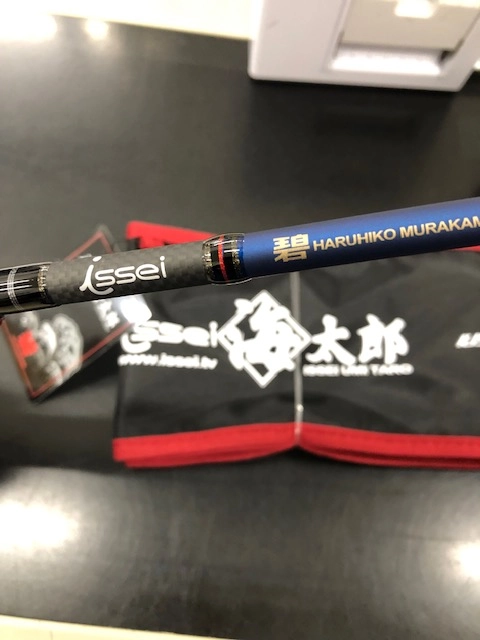 碧 HARUHIKO MURAKAM
issei
issei 海太郎
www.issei.tv
ISSEI UMI TARO